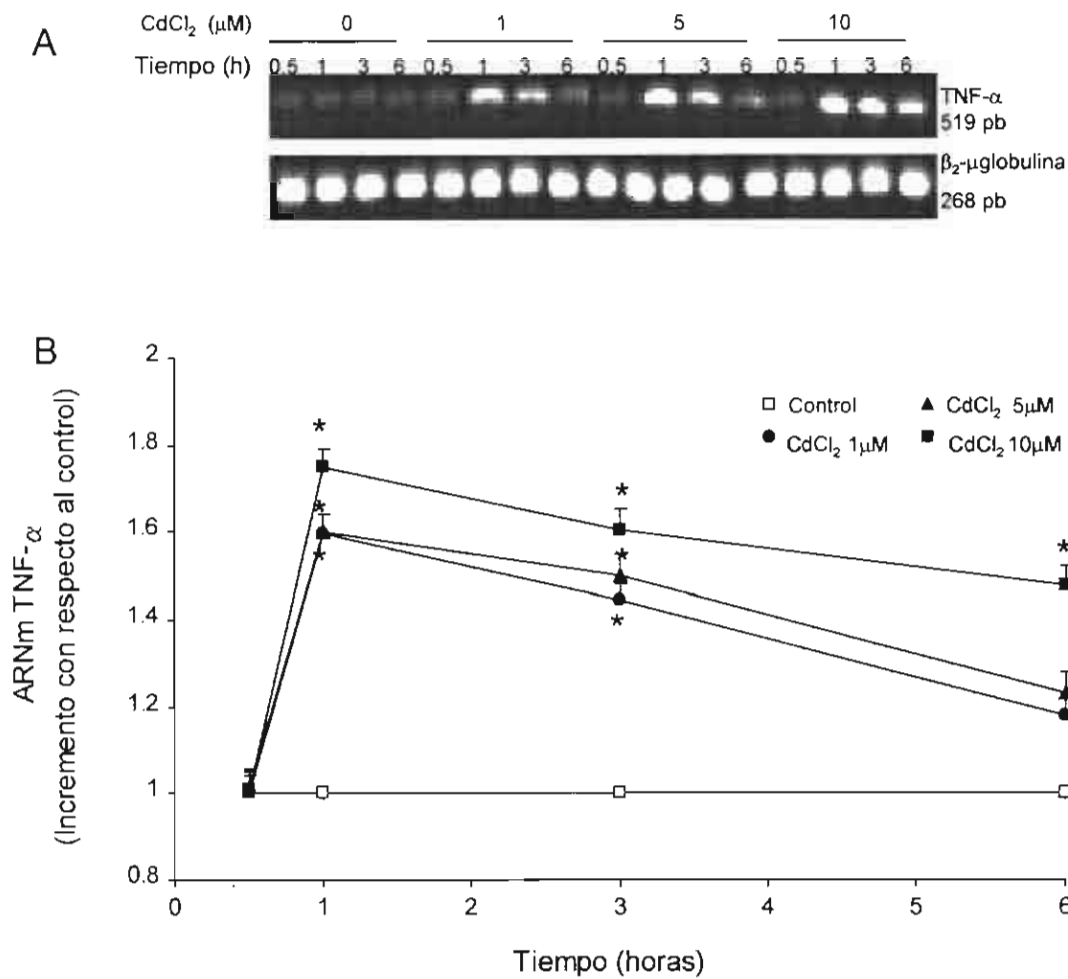 A
CdCl₂ (μM) 0 1 5 10
Tiempo (h) 0.5 1 3 6 0.5 1 3 6 0.5 1 3 6 0.5 1 3 6
TNF-α
519 pb
β₂-μglobulina
268 pb
B
ARNm TNF-α
(Incremento con respecto al control)
2
1.8
1.6
1.4
1.2
1
0.8
Control
CdCl₂ 5μM
CdCl₂ 1μM
CdCl₂ 10μM
*
*
*
*
*
*
*
0 1 3 4 5 6
Tiempo (horas)